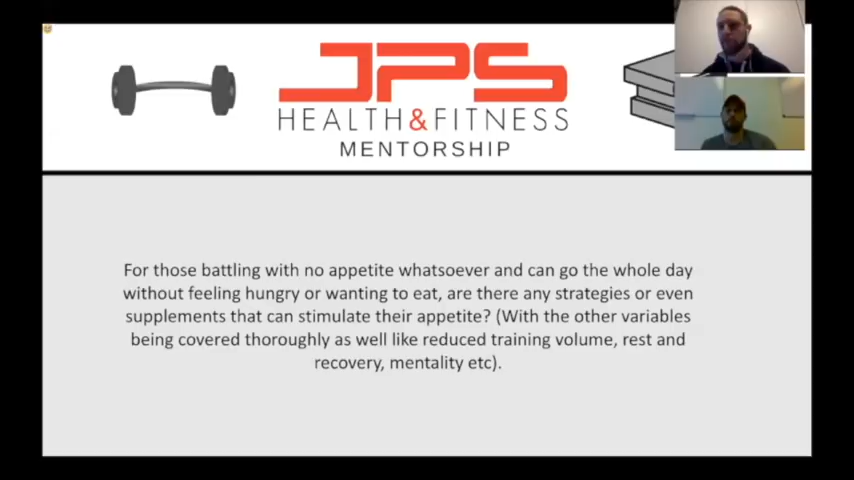 JPS
HEALTH&FITNESS
MENTORSHIP
For those battling with no appetite whatsoever and can go the whole day
without feeling hungry or wanting to eat, are there any strategies or even
supplements that can stimulate their appetite? (With the other variables
being covered thoroughly as well like reduced training volume, rest and
recovery, mentality etc).